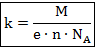 k = M / (e · n · N_A)